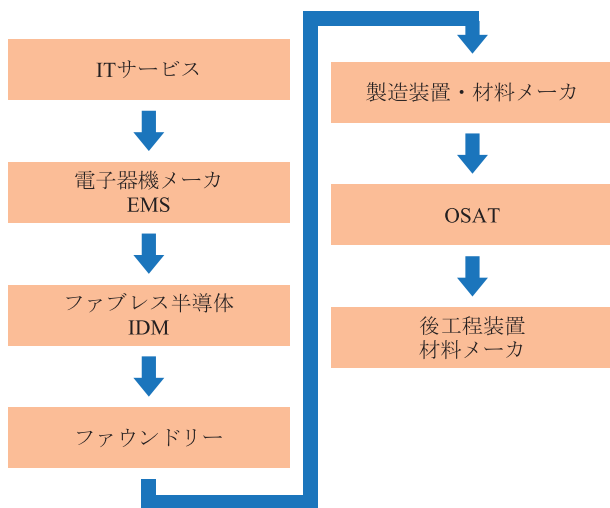 ITサービス
電子器機メーカ
EMS
ファブレス半導体
IDM
ファウンドリー
製造装置・材料メーカ
OSAT
後工程装置
材料メーカ